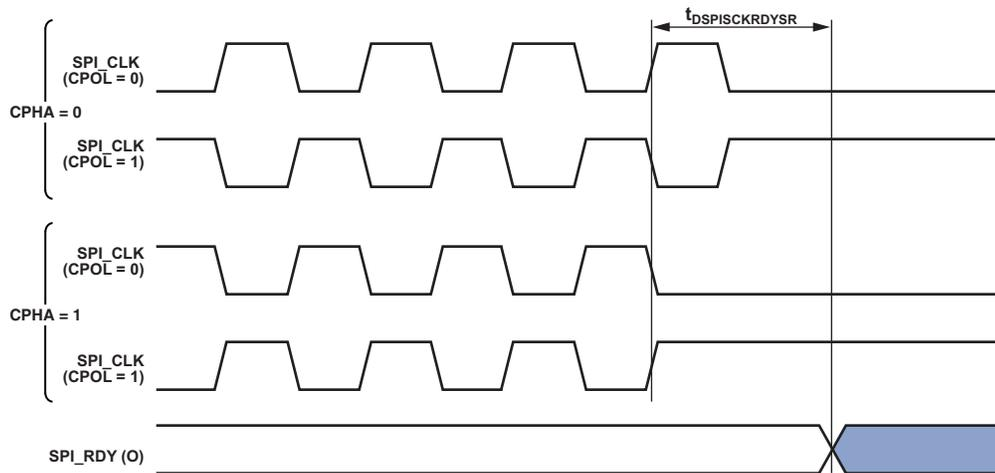 tDSPISCKRDYSR
SPI_CLK
(CPOL = 0)
CPHA = 0
SPI_CLK
(CPOL = 1)
SPI_CLK
(CPOL = 0)
CPHA = 1
SPI_CLK
(CPOL = 1)
SPI_RDY (O)